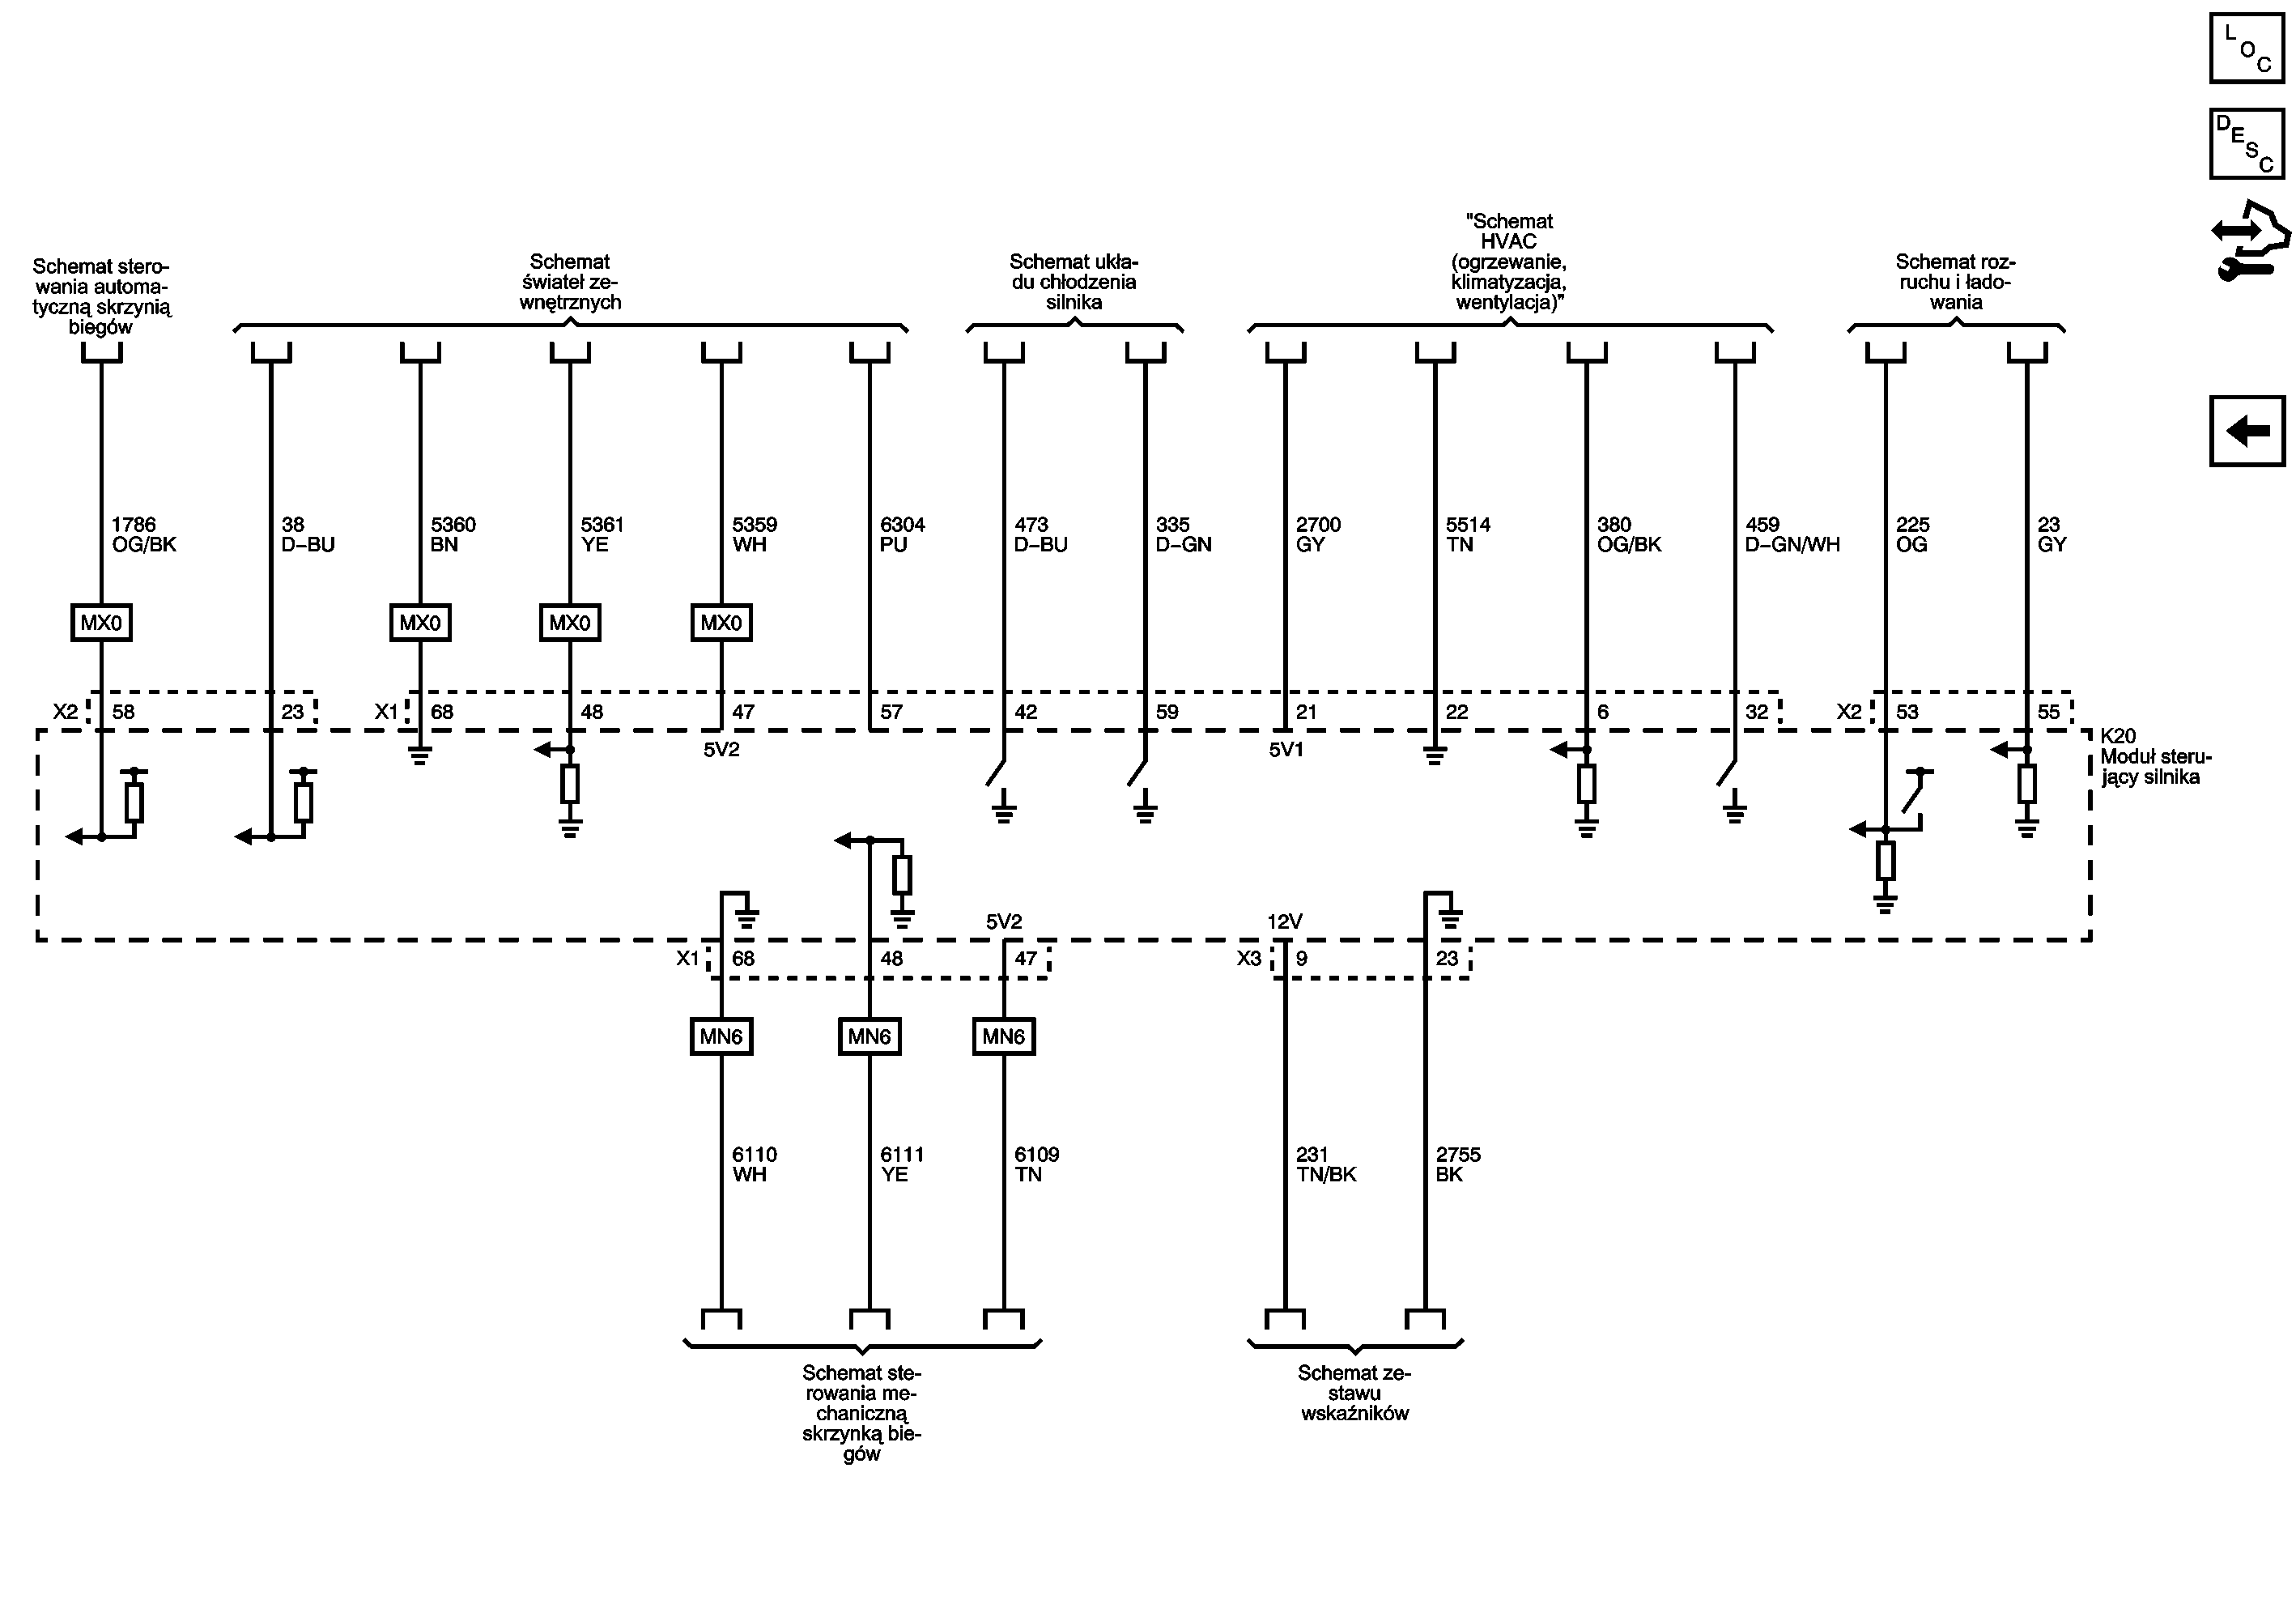 L
O
C
D
E
S
C
Schemat stero-
wania automa-
tyczną skrzynią
biegów
Schemat
świateł ze-
wnętrznych
Schemat ukła-
du chłodzenia
silnika
"Schemat
HVAC
(ogrzewanie,
klimatyzacja,
wentylacja)"
Schemat roz-
ruchu i łado-
wania
1786
OG/BK
38
D–BU
5360
BN
5361
YE
5359
WH
6304
PU
473
D–BU
335
D–GN
2700
GY
5514
TN
380
OG/BK
459
D–GN/WH
225
OG
23
GY
MX0
MX0
MX0
MX0
X2 58 23 X1 68 48 47 57 42 59 21 22 6 32 X2 53 55
5V2
5V1
K20
Moduł steru-
jący silnika
5V2
12V
X1 68 48 47 X3 9 23
MN6
MN6
MN6
6110
WH
6111
YE
6109
TN
231
TN/BK
2755
BK
Schemat ste-
rowania me-
chaniczną
skrzynką bie-
gów
Schemat ze-
stawu
wskaźników